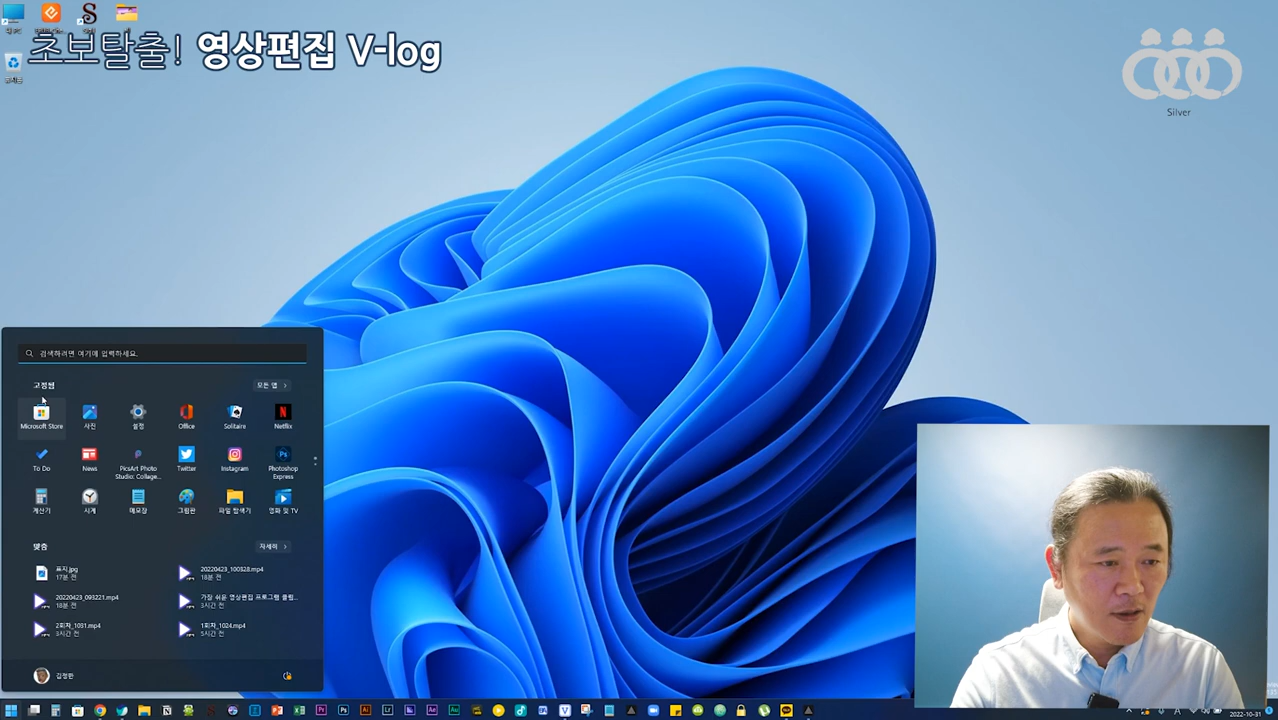 초보탈출! 영상편집 V-log
Silver
휴지통
검색하려면 여기에 입력하세요.
고정됨
모든 앱 >
Microsoft Store
사진
설정
Office
Solitaire
Netflix
To Do
News
PicsArt Photo
Studio: Collage...
Twitter
Instagram
Photoshop
Express
계산기
시계
메모장
그림판
파일 탐색기
영화 및 TV
맞춤
자세히 >
표지.jpg
17분 전
20220423_100328.mp4
18분 전
20220423_093221.mp4
18분 전
가장 쉬운 영상편집 프로그램 클립...
3시간 전
2회차_1031.mp4
3시간 전
1회차_1024.mp4
5시간 전
2022-10-31